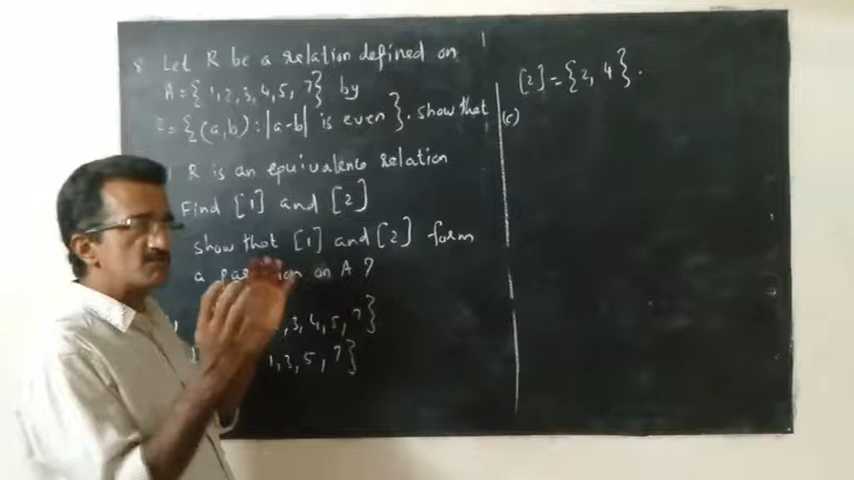 8. Let R be a relation defined on
A = {1,2,3,4,5,7} by
= {(a,b) : |a-b| is even}. show that
R is an equivalence relation
Find [1] and [2]
show that [1] and [2] form
a on A ?
,3,4,5,7}
1,3,5,7}
[2] = {2, 4}.
(c)